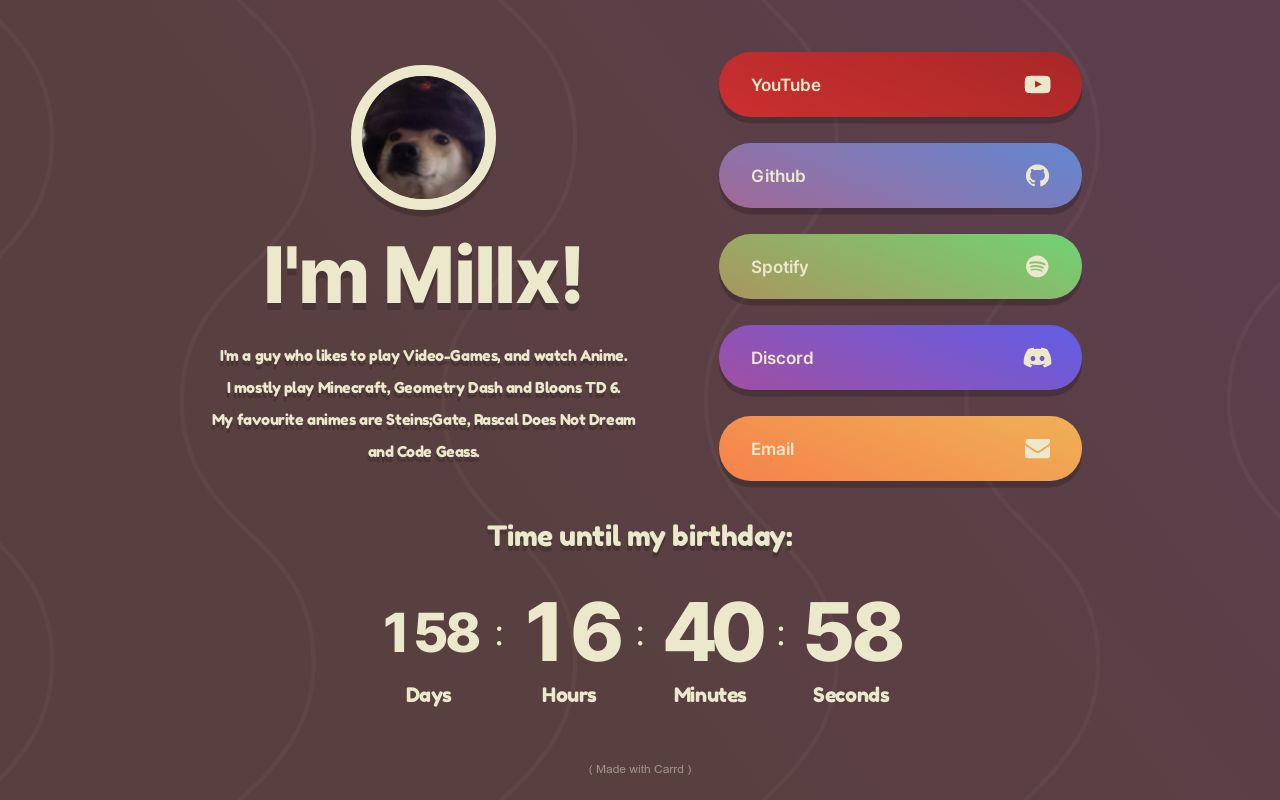 I'm Millx!
I'm a guy who likes to play Video-Games, and watch Anime.
I mostly play Minecraft, Geometry Dash and Bloons TD 6.
My favourite animes are Steins;Gate, Rascal Does Not Dream
and Code Geass.
YouTube
Github
Spotify
Discord
Email
Time until my birthday:
158 : 16 : 40 : 58
Days Hours Minutes Seconds
( Made with Carrd )